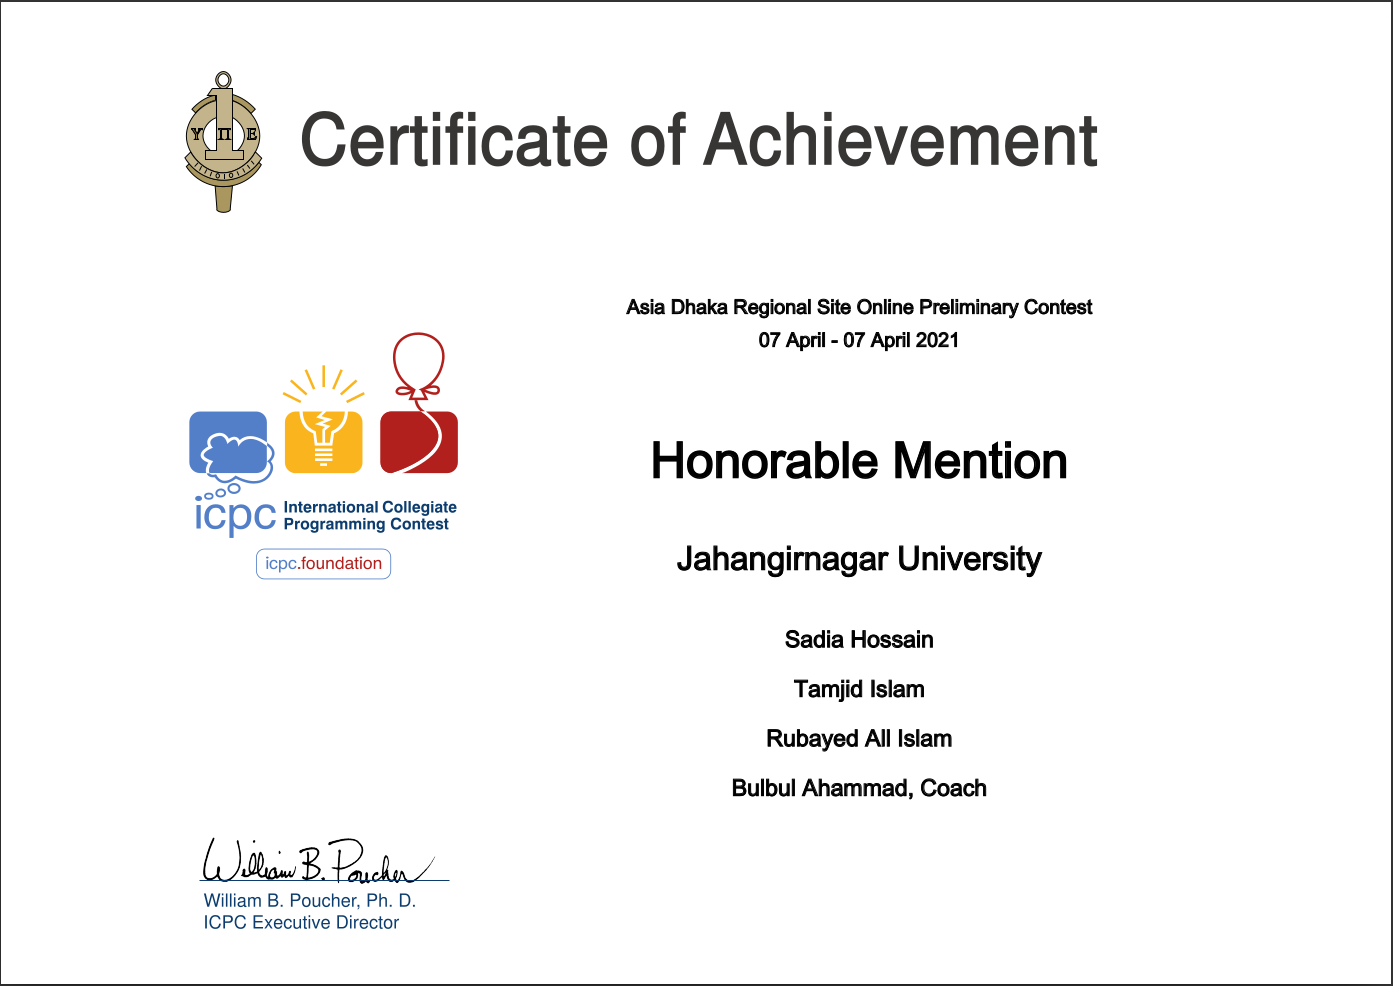 Υ Π Ε
Certificate of Achievement
Asia Dhaka Regional Site Online Preliminary Contest
07 April - 07 April 2021
Honorable Mention
Jahangirnagar University
Sadia Hossain
Tamjid Islam
Rubayed All Islam
Bulbul Ahammad, Coach
icpc International Collegiate
Programming Contest
icpc.foundation
William B. Poucher
William B. Poucher, Ph. D.
ICPC Executive Director